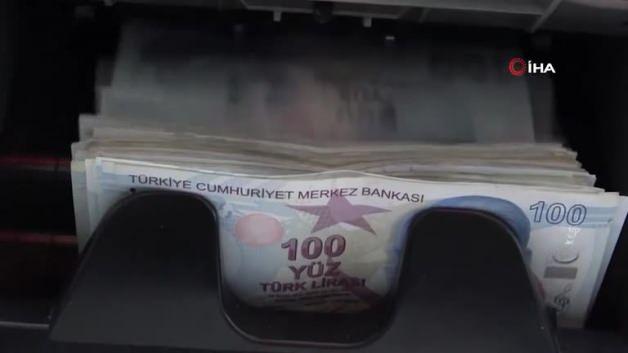 İHA
TÜRKİYE CUMHURİYET MERKEZ BANKASI
100
100
YÜZ
TÜRK LİRASI